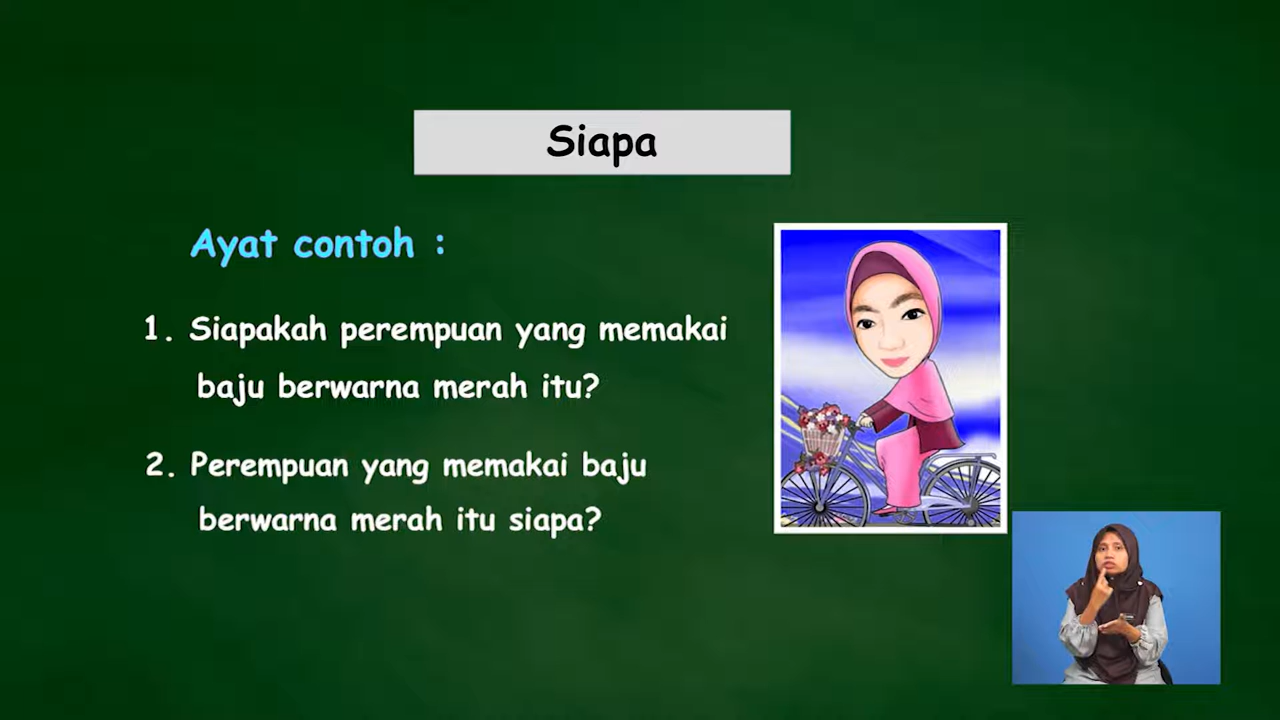 Siapa
Ayat contoh :
1. Siapakah perempuan yang memakai
baju berwarna merah itu?
2. Perempuan yang memakai baju
berwarna merah itu siapa?